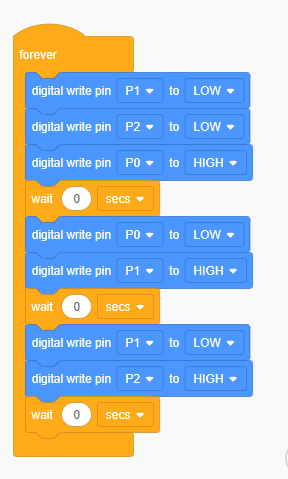 forever
digital write pin P1 to LOW
digital write pin P2 to LOW
digital write pin P0 to HIGH
wait 0 secs
digital write pin P0 to LOW
digital write pin P1 to HIGH
wait 0 secs
digital write pin P1 to LOW
digital write pin P2 to HIGH
wait 0 secs